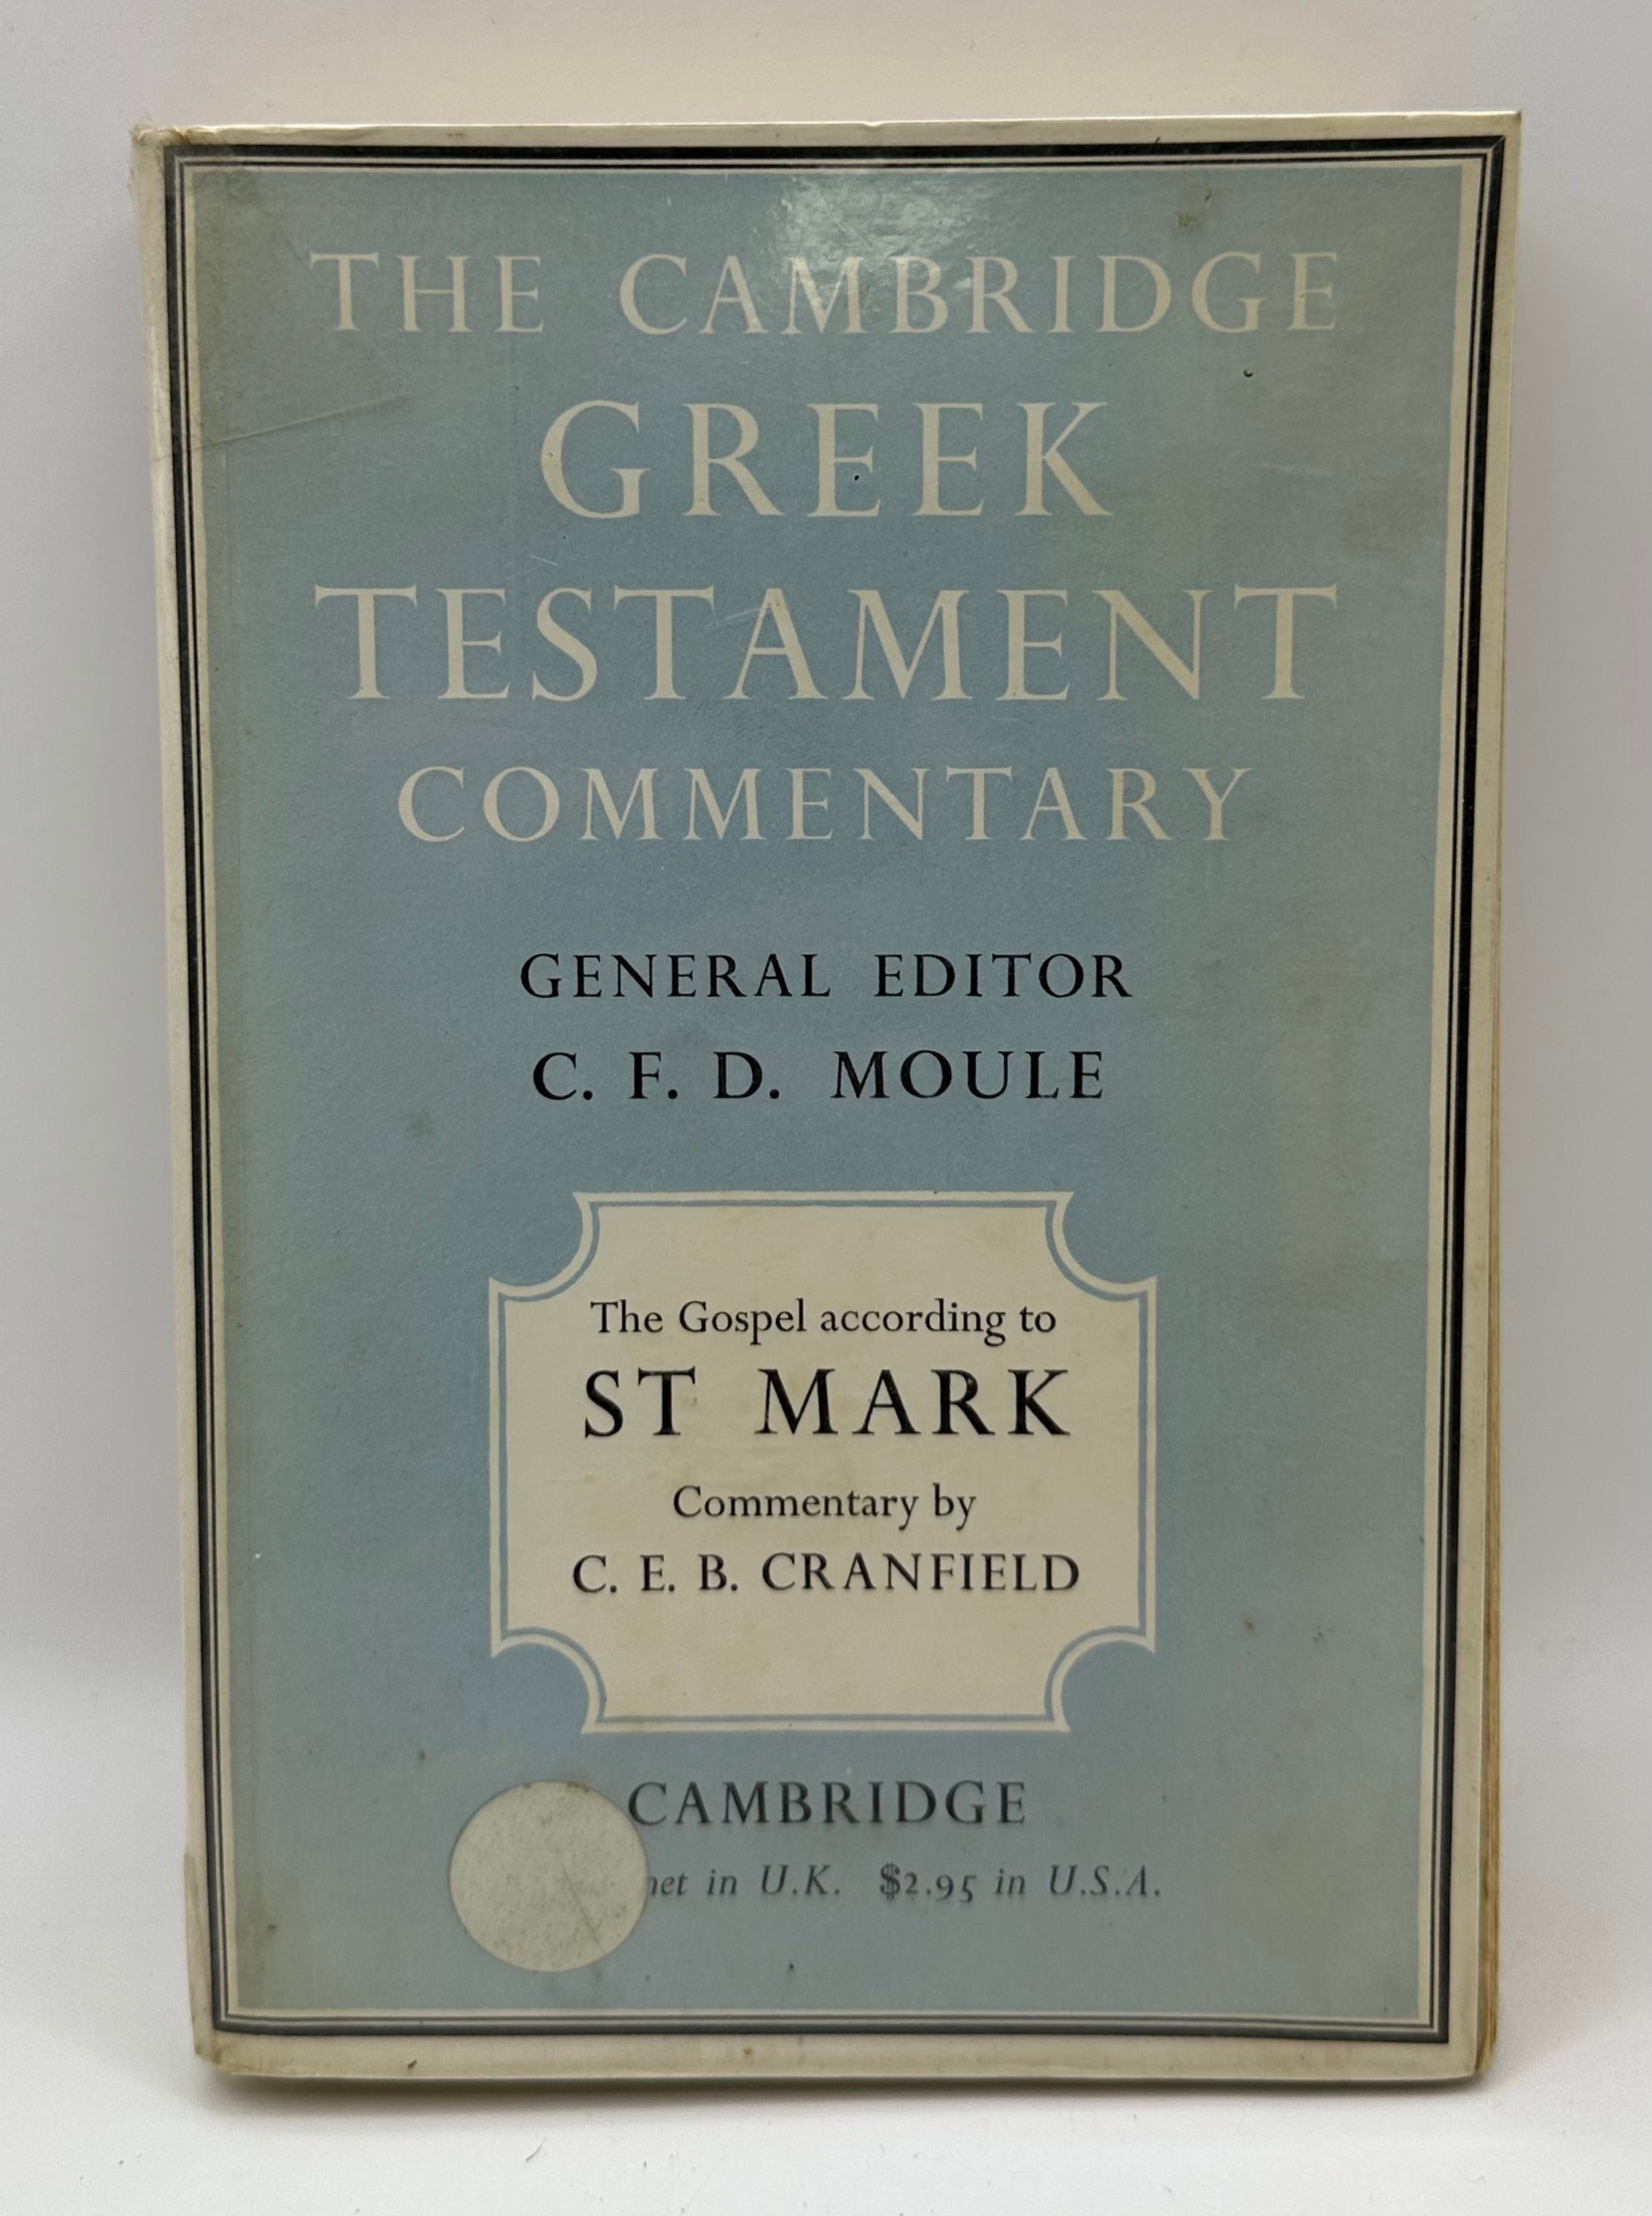 THE CAMBRIDGE
GREEK
TESTAMENT
COMMENTARY
GENERAL EDITOR
C. F. D. MOULE
The Gospel according to
ST MARK
Commentary by
C. E. B. CRANFIELD
CAMBRIDGE
net in U.K. $2.95 in U.S.A.